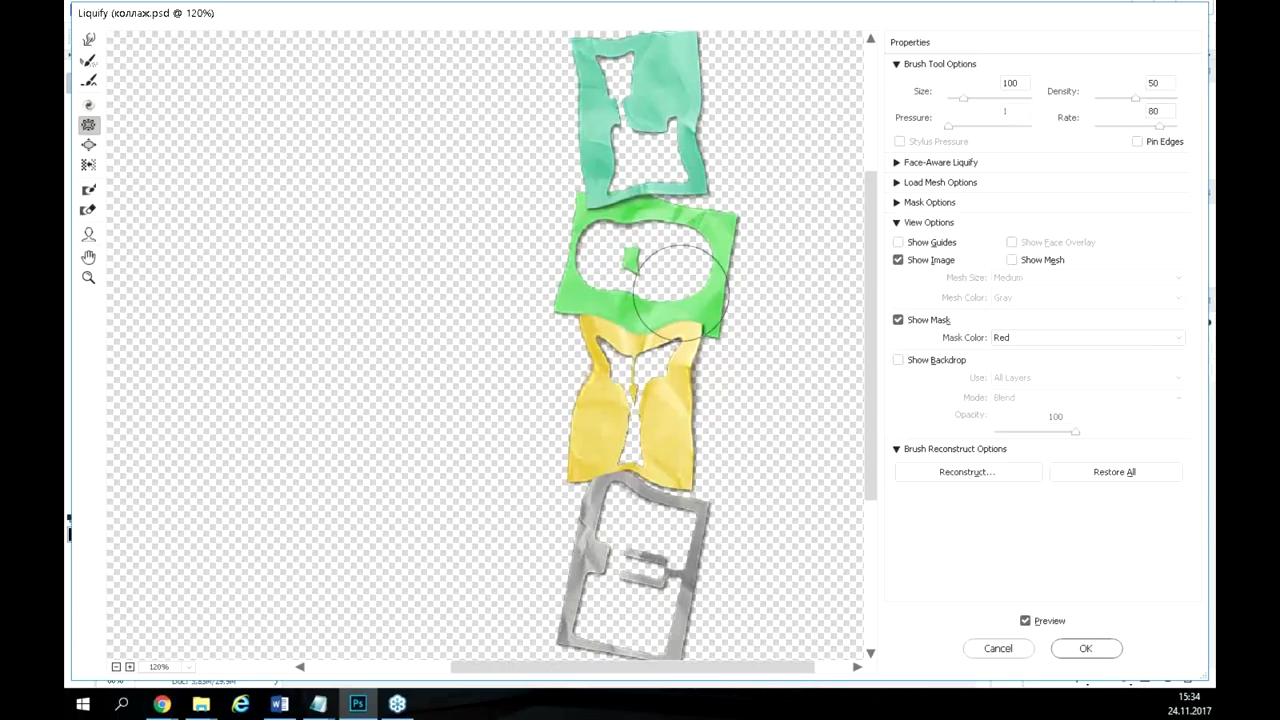 Liquify (коллаж.psd @ 120%)
Properties
Brush Tool Options
Size: 100 Density: 50
Pressure: 1 Rate: 80
Stylus Pressure Pin Edges
Face-Aware Liquify
Load Mesh Options
Mask Options
View Options
Show Guides Show Face Overlay
Show Image Show Mesh
Mesh Size: Medium
Mesh Color: Gray
Show Mask
Mask Color: Red
Show Backdrop
Use: All Layers
Mode: Blend
Opacity: 100
Brush Reconstruct Options
Reconstruct... Restore All
Preview
Cancel OK
120%
Ps
15:34
24.11.2017